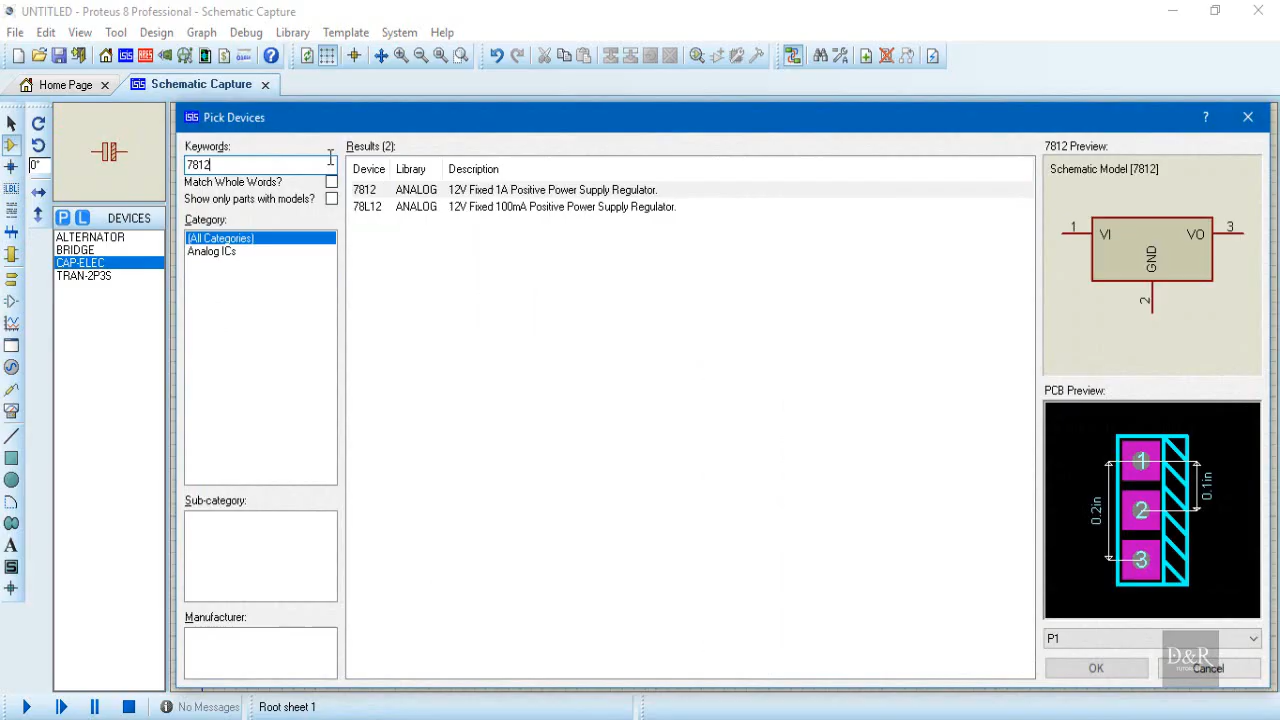 UNTITLED - Proteus 8 Professional - Schematic Capture
File Edit View Tool Design Graph Debug Library Template System Help
Home Page
Schematic Capture
Pick Devices
Keywords:
7812
Match Whole Words?
Show only parts with models?
Category:
(All Categories)
Analog ICs
Sub-category:
Manufacturer:
Results (2):
Device Library Description
7812 ANALOG 12V Fixed 1A Positive Power Supply Regulator.
78L12 ANALOG 12V Fixed 100mA Positive Power Supply Regulator.
7812 Preview:
Schematic Model [7812]
1 VI VO 3
GND
2
PCB Preview:
1
2
3
0.2in
0.1in
P1
OK Cancel
D&R
0°
LBL
P L DEVICES
ALTERNATOR
BRIDGE
CAP-ELEC
TRAN-2P3S
No Messages Root sheet 1